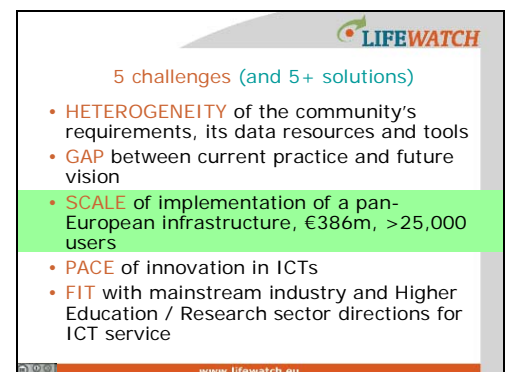 LIFEWATCH
5 challenges (and 5+ solutions)
• HETEROGENEITY of the community's
requirements, its data resources and tools
• GAP between current practice and future
vision
• SCALE of implementation of a pan-
European infrastructure, €386m, >25,000
users
• PACE of innovation in ICTs
• FIT with mainstream industry and Higher
Education / Research sector directions for
ICT service
www.lifewatch.eu